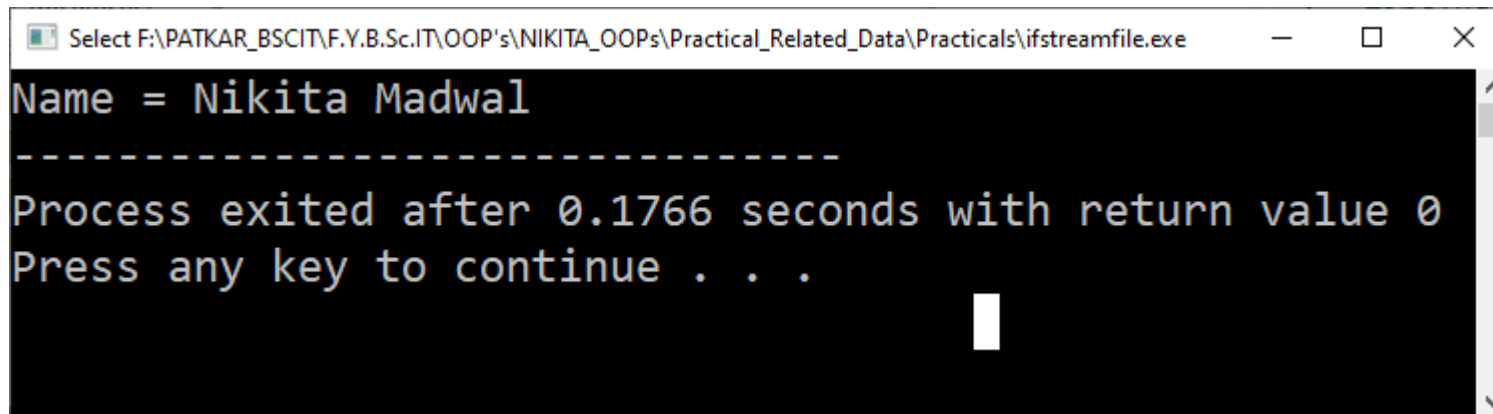 Select F:\PATKAR_BSCIT\F.Y.B.Sc.IT\OOP's\NIKITA_OOPs\Practical_Related_Data\Practicals\ifstreamfile.exe
Name = Nikita Madwal
--------------------------------
Process exited after 0.1766 seconds with return value 0
Press any key to continue . . .